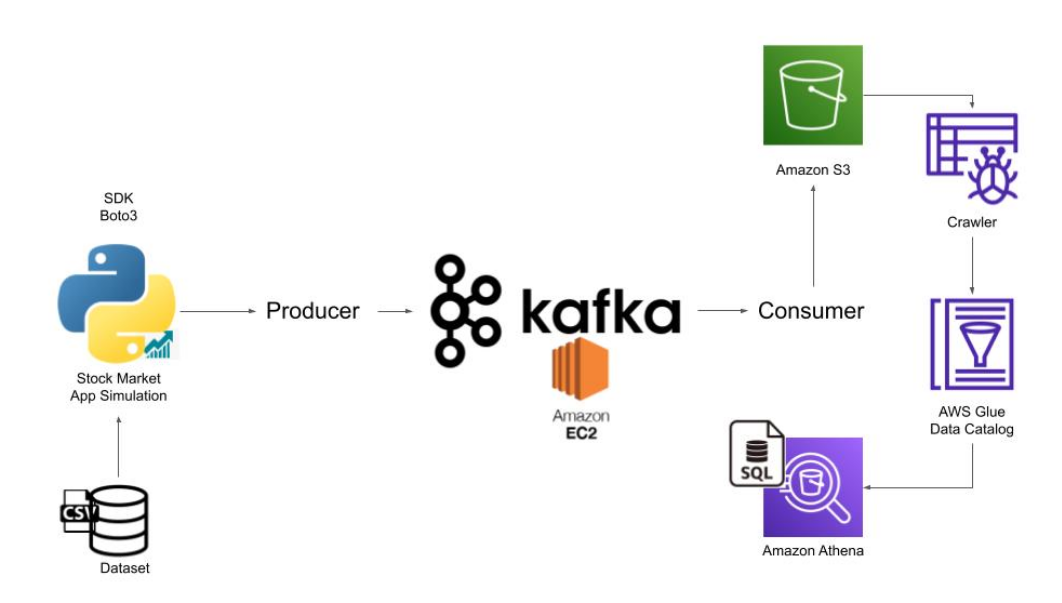 SDK
Boto3
Stock Market
App Simulation
CSV
Dataset
Producer
kafka
Amazon
EC2
Consumer
Amazon S3
Crawler
AWS Glue
Data Catalog
SQL
Amazon Athena